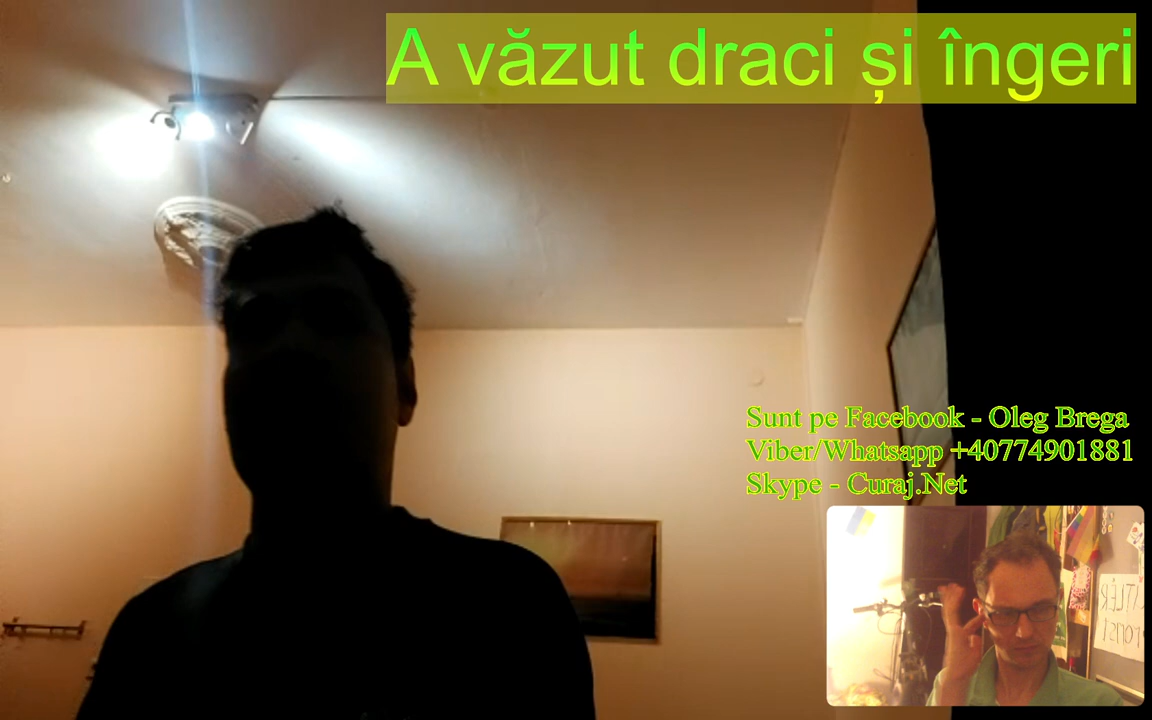 A văzut draci și îngeri
Sunt pe Facebook - Oleg Brega
Viber/Whatsapp +40774901881
Skype - Curaj.Net